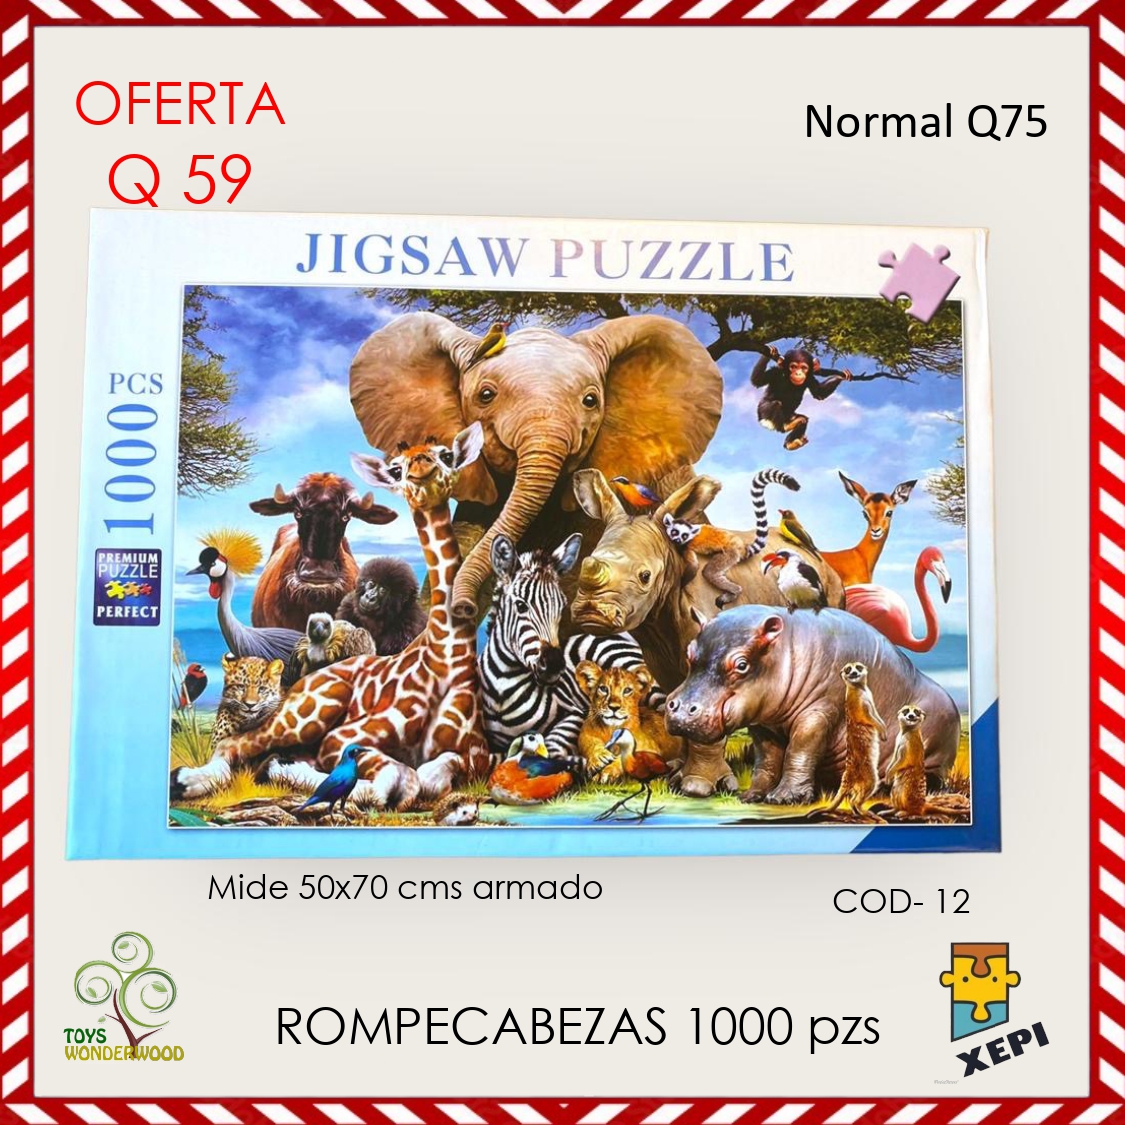 OFERTA
Q 59
Normal Q75
JIGSAW PUZZLE
PCS
1000
PREMIUM
PUZZLE
PERFECT
Mide 50x70 cms armado
COD- 12
TOYS
WONDERWOOD
ROMPECABEZAS 1000 pzs
XEPI